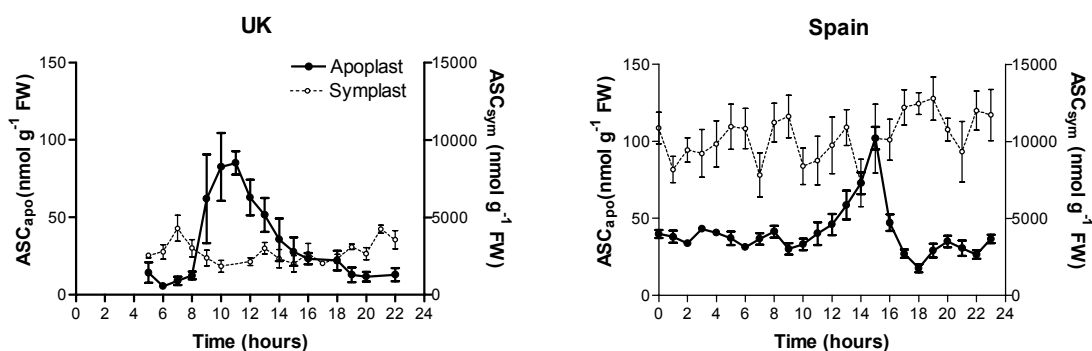 UK
Apoplast
Symplast
ASCapo(nmol g-1 FW)
150
100
50
0
ASCsym (nmol g-1 FW)
15000
10000
5000
0
0 2 4 6 8 10 12 14 16 18 20 22 24
Time (hours)
Spain
ASCapo(nmol g-1 FW)
150
100
50
0
ASCsym (nmol g-1 FW)
15000
10000
5000
0
0 2 4 6 8 10 12 14 16 18 20 22 24
Time (hours)